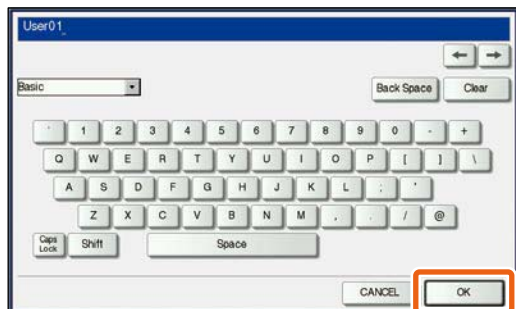 User01_
← →
Basic Back Space Clear
` 1 2 3 4 5 6 7 8 9 0 - +
Q W E R T Y U I O P [ ] \
A S D F G H J K L ; '
Z X C V B N M , . / @
Caps Lock Shift Space
CANCEL OK